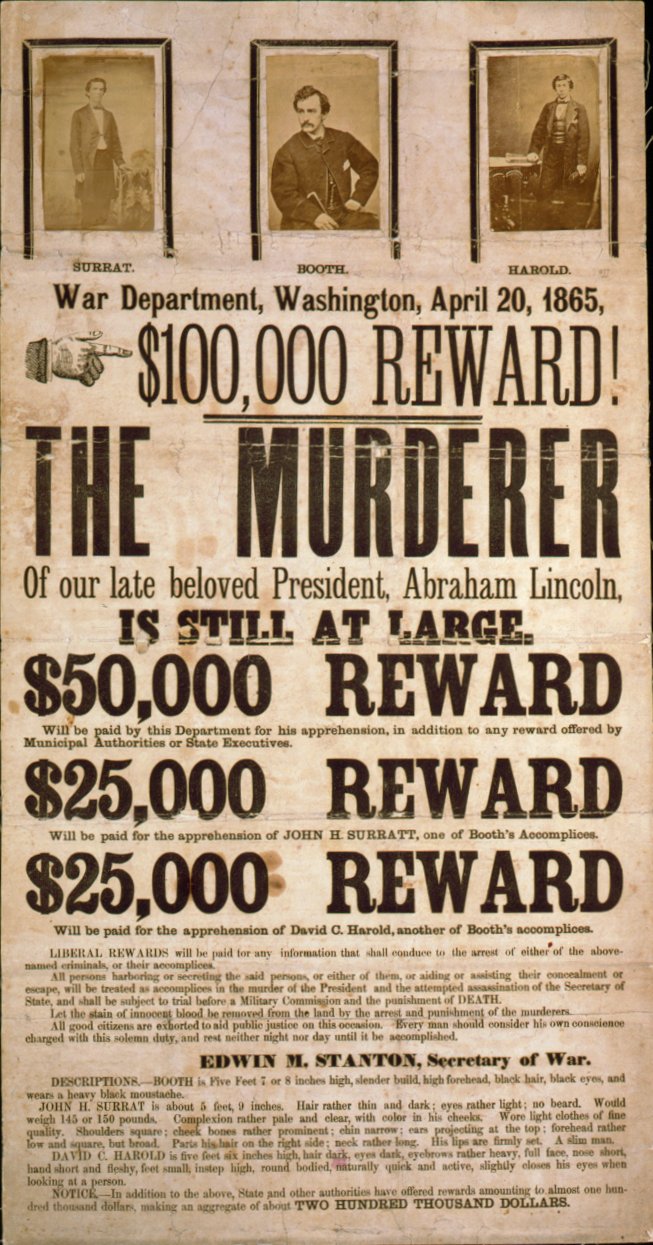 SURRAT.
BOOTH.
HAROLD.
War Department, Washington, April 20, 1865,
$100,000 REWARD!
THE MURDERER
Of our late beloved President, Abraham Lincoln,
IS STILL AT LARGE.
$50,000 REWARD
Will be paid by this Department for his apprehension, in addition to any reward offered by
Municipal Authorities or State Executives.
$25,000 REWARD
Will be paid for the apprehension of JOHN H. SURRATT, one of Booth's Accomplices.
$25,000 REWARD
Will be paid for the apprehension of David C. Harold, another of Booth's accomplices.
LIBERAL REWARDS will be paid for any information that shall conduce to the arrest of either of the above-
named criminals, or their accomplices.
All persons harboring or secreting the said persons, or either of them, or aiding or assisting their concealment or
escape, will be treated as accomplices in the murder of the President and the attempted assassination of the Secretary of
State, and shall be subject to trial before a Military Commission and the punishment of DEATH.
Let the stain of innocent blood be removed from the land by the arrest and punishment of the murderers.
All good citizens are exhorted to aid public justice on this occasion. Every man should consider his own conscience
charged with this solemn duty, and rest neither night nor day until it be accomplished.
EDWIN M. STANTON, Secretary of War.
DESCRIPTIONS.—BOOTH is Five Feet 7 or 8 inches high, slender build, high forehead, black hair, black eyes, and
wears a heavy black moustache.
JOHN H. SURRAT is about 5 feet, 9 inches. Hair rather thin and dark; eyes rather light; no beard. Would
weigh 145 or 150 pounds. Complexion rather pale and clear, with color in his cheeks. Wore light clothes of fine
quality. Shoulders square; cheek bones rather prominent; chin narrow; ears projecting at the top; forehead rather
low and square, but broad. Parts his hair on the right side; neck rather long. His lips are firmly set. A slim man.
DAVID C. HAROLD is five feet six inches high, hair dark, eyes dark, eyebrows rather heavy, full face, nose short,
hand short and fleshy, feet small, instep high, round bodied, naturally quick and active, slightly closes his eyes when
looking at a person.
NOTICE.—In addition to the above, State and other authorities have offered rewards amounting to almost one hun-
dred thousand dollars, making an aggregate of about TWO HUNDRED THOUSAND DOLLARS.